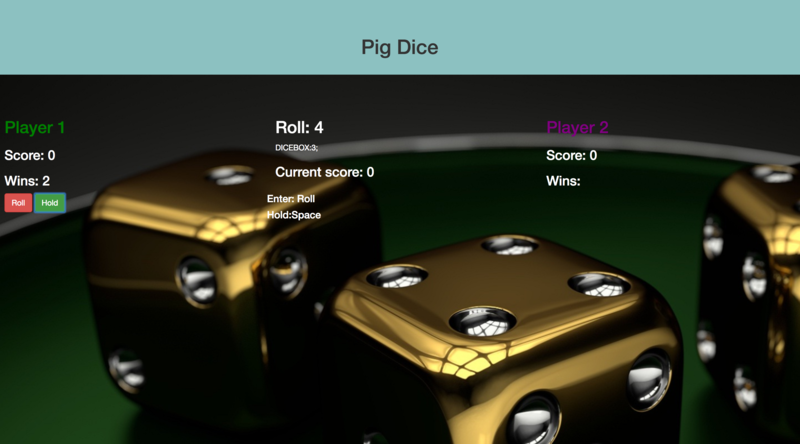 Pig Dice
Player 1
Score: 0
Wins: 2
Roll Hold
Roll: 4
DICEBOX:3;
Current score: 0
Enter: Roll
Hold:Space
Player 2
Score: 0
Wins: